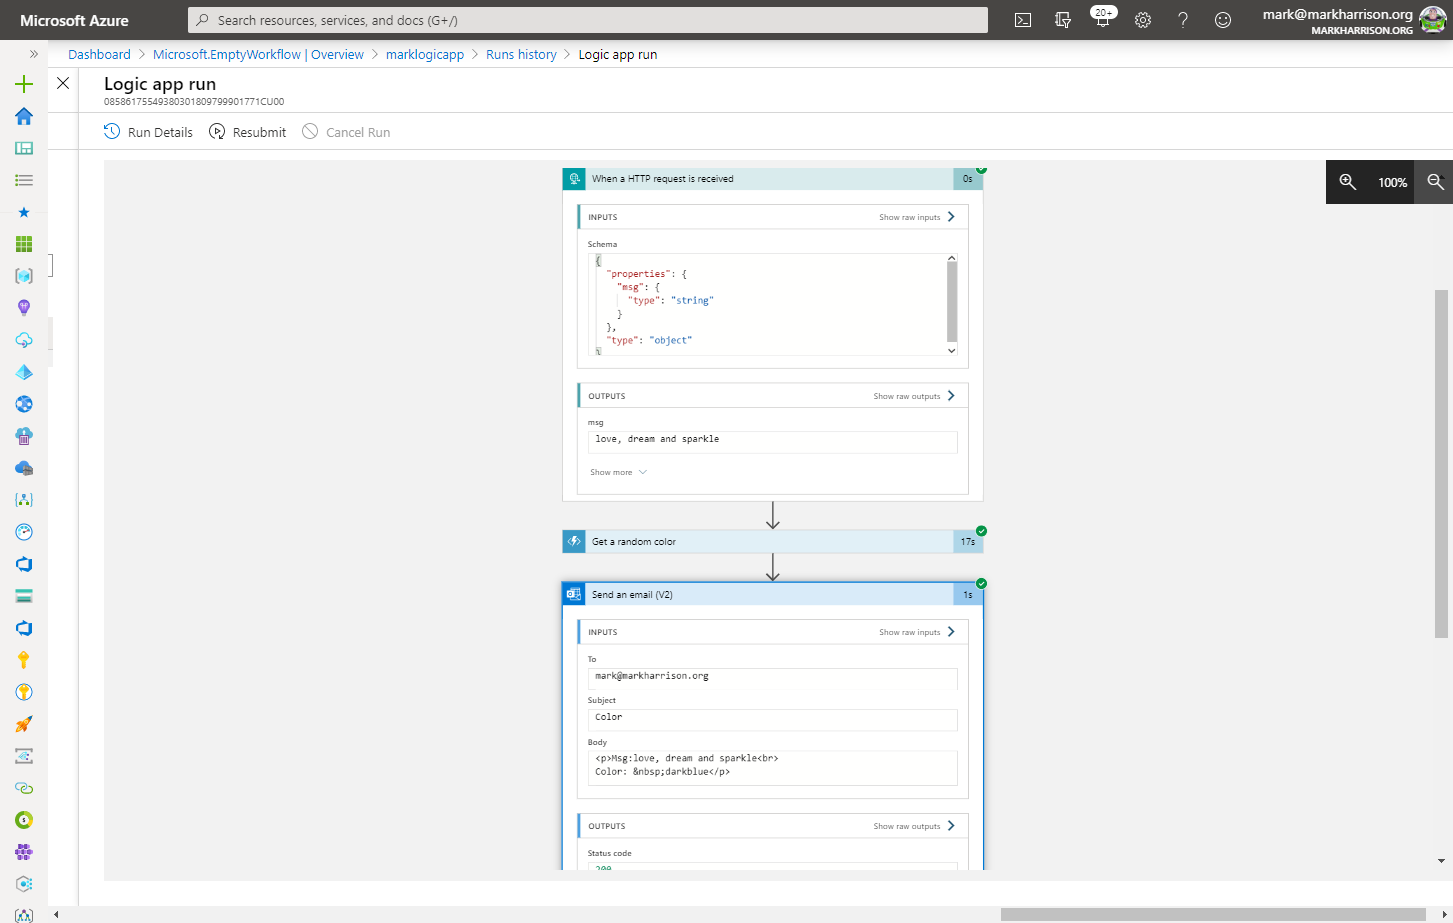 Microsoft Azure
Search resources, services, and docs (G+/)
20+
mark@markharrison.org
MARKHARRISON.ORG
Dashboard > Microsoft.EmptyWorkflow | Overview > marklogicapp > Runs history > Logic app run
Logic app run
08586175549380301809799901771CU00
Run Details
Resubmit
Cancel Run
100%
When a HTTP request is received
0s
INPUTS
Show raw inputs
Schema
{
"properties": {
"msg": {
"type": "string"
}
},
"type": "object"
}
OUTPUTS
Show raw outputs
msg
love, dream and sparkle
Show more
Get a random color
17s
Send an email (V2)
1s
INPUTS
Show raw inputs
To
mark@markharrison.org
Subject
Color
Body
<p>Msg:love, dream and sparkle<br>
Color: &nbsp;darkblue</p>
OUTPUTS
Show raw outputs
Status code
200